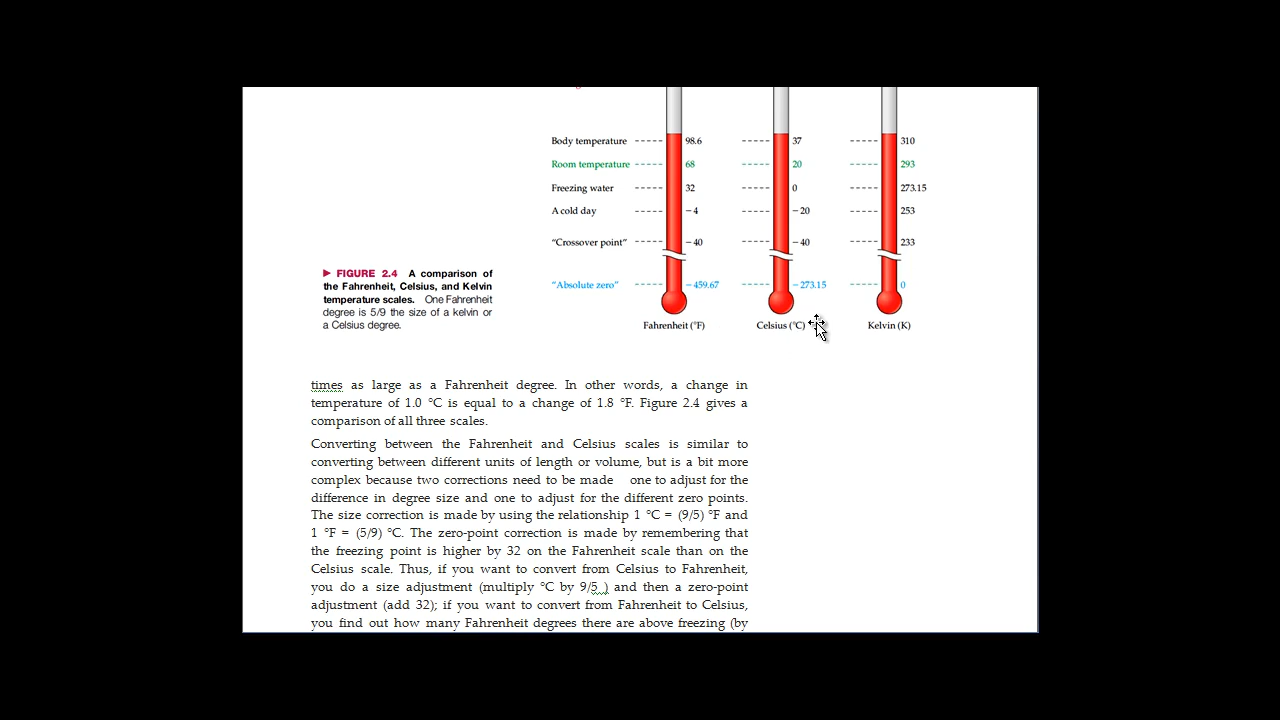 Body temperature ----- 98.6 ----- 37 ----- 310
Room temperature ----- 68 ----- 20 ----- 293
Freezing water ----- 32 ----- 0 ----- 273.15
A cold day ----- −4 ----- −20 ----- 253
“Crossover point” ----- −40 ----- −40 ----- 233
“Absolute zero” ----- −459.67 ----- −273.15 ----- 0
Fahrenheit (°F) Celsius (°C) Kelvin (K)
► FIGURE 2.4 A comparison of
the Fahrenheit, Celsius, and Kelvin
temperature scales. One Fahrenheit
degree is 5/9 the size of a kelvin or
a Celsius degree.
times as large as a Fahrenheit degree. In other words, a change in
temperature of 1.0 °C is equal to a change of 1.8 °F. Figure 2.4 gives a
comparison of all three scales.
Converting between the Fahrenheit and Celsius scales is similar to
converting between different units of length or volume, but is a bit more
complex because two corrections need to be made one to adjust for the
difference in degree size and one to adjust for the different zero points.
The size correction is made by using the relationship 1 °C = (9/5) °F and
1 °F = (5/9) °C. The zero-point correction is made by remembering that
the freezing point is higher by 32 on the Fahrenheit scale than on the
Celsius scale. Thus, if you want to convert from Celsius to Fahrenheit,
you do a size adjustment (multiply °C by 9/5 ) and then a zero-point
adjustment (add 32); if you want to convert from Fahrenheit to Celsius,
you find out how many Fahrenheit degrees there are above freezing (by